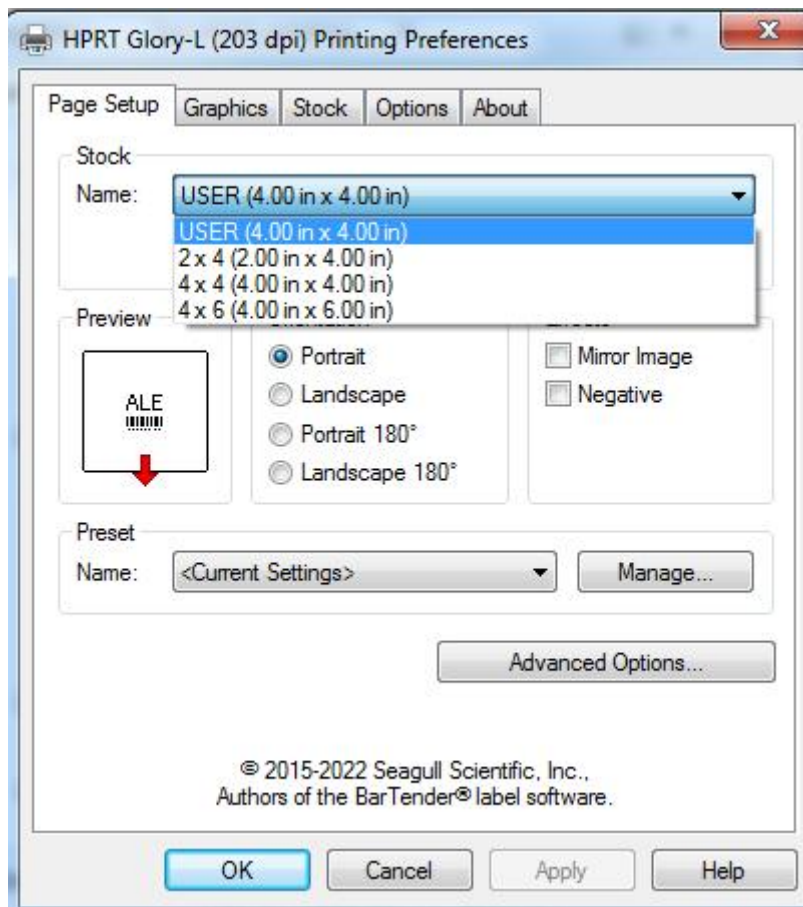 HPRT Glory-L (203 dpi) Printing Preferences
Page Setup Graphics Stock Options About
Stock
Name: USER (4.00 in x 4.00 in)
USER (4.00 in x 4.00 in)
2 x 4 (2.00 in x 4.00 in)
4 x 4 (4.00 in x 4.00 in)
4 x 6 (4.00 in x 6.00 in)
Preview
ALE
Portrait
Landscape
Portrait 180°
Landscape 180°
Mirror Image
Negative
Preset
Name: <Current Settings> Manage...
Advanced Options...
© 2015-2022 Seagull Scientific, Inc.,
Authors of the BarTender® label software.
OK Cancel Apply Help